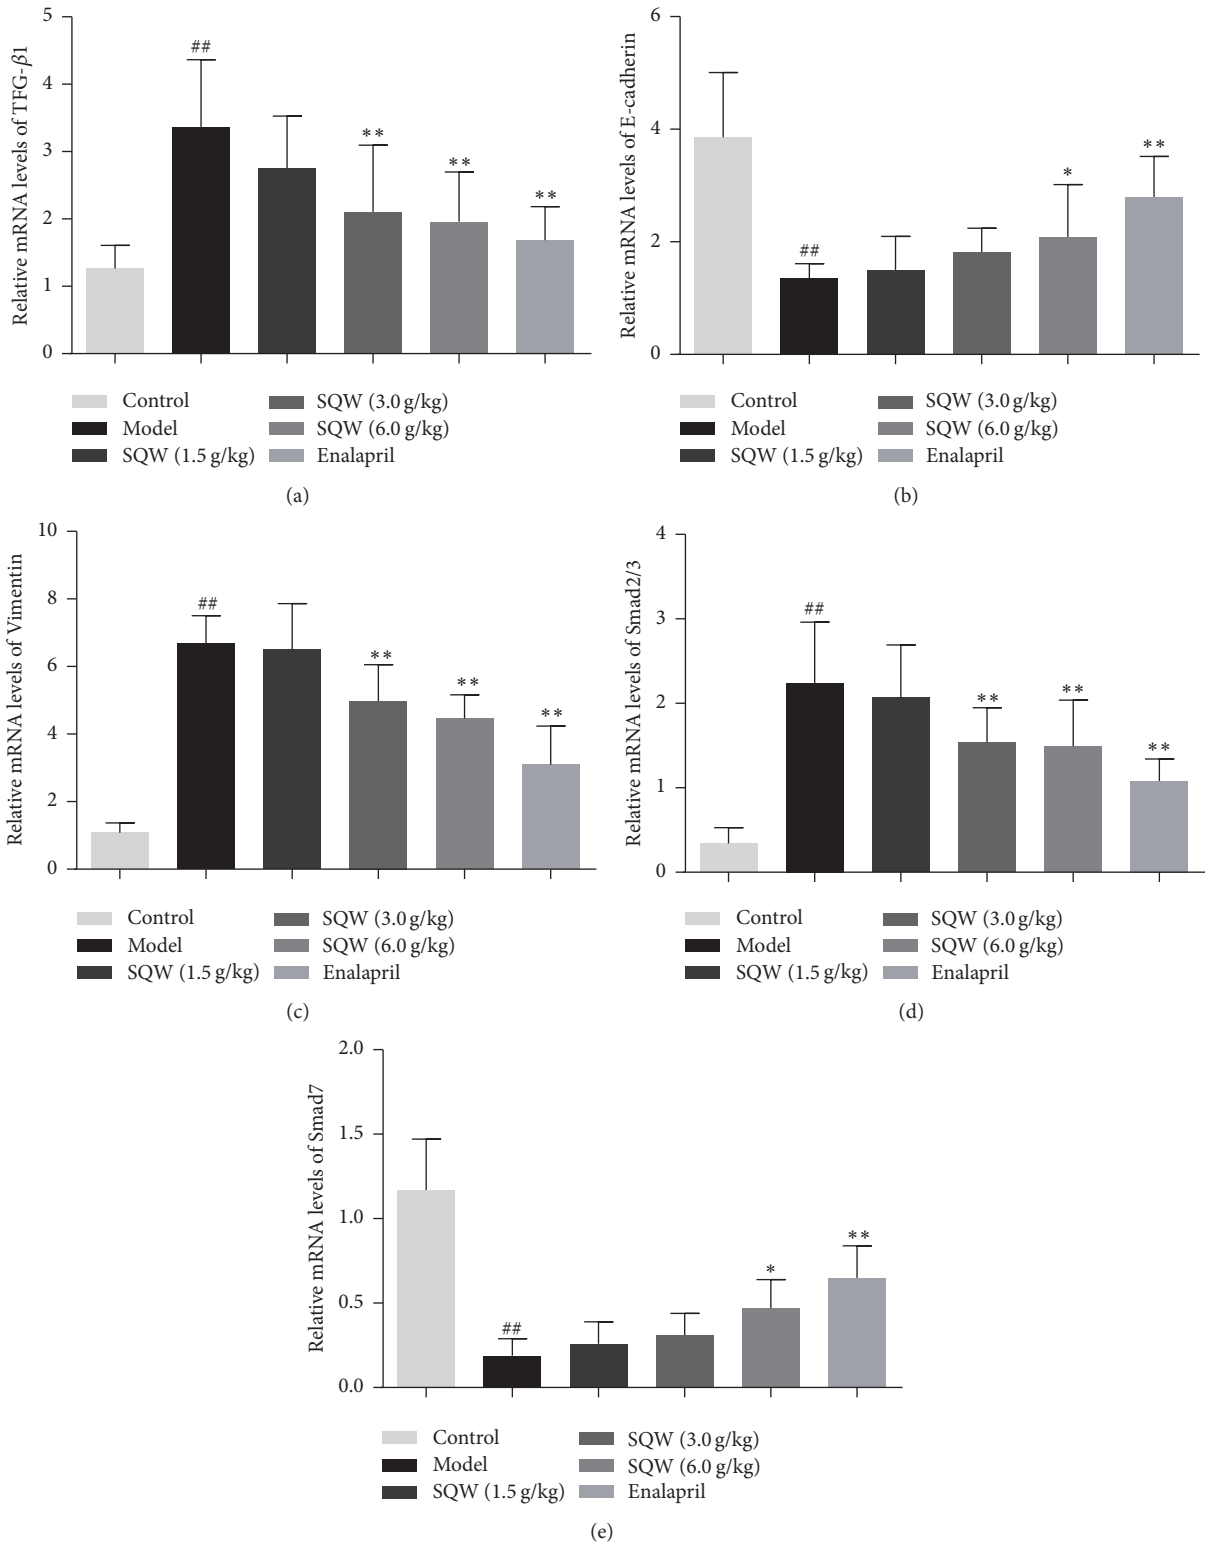 Relative mRNA levels of TFG-β1
5
4
3
2
1
0
##
**
**
**
Control
Model
SQW (1.5 g/kg)
SQW (3.0 g/kg)
SQW (6.0 g/kg)
Enalapril
(a)
Relative mRNA levels of E-cadherin
6
4
2
0
##
*
**
Control
Model
SQW (1.5 g/kg)
SQW (3.0 g/kg)
SQW (6.0 g/kg)
Enalapril
(b)
Relative mRNA levels of Vimentin
10
8
6
4
2
0
##
**
**
**
Control
Model
SQW (1.5 g/kg)
SQW (3.0 g/kg)
SQW (6.0 g/kg)
Enalapril
(c)
Relative mRNA levels of Smad2/3
4
3
2
1
0
##
**
**
**
Control
Model
SQW (1.5 g/kg)
SQW (3.0 g/kg)
SQW (6.0 g/kg)
Enalapril
(d)
Relative mRNA levels of Smad7
2.0
1.5
1.0
0.5
0.0
##
*
**
Control
Model
SQW (1.5 g/kg)
SQW (3.0 g/kg)
SQW (6.0 g/kg)
Enalapril
(e)